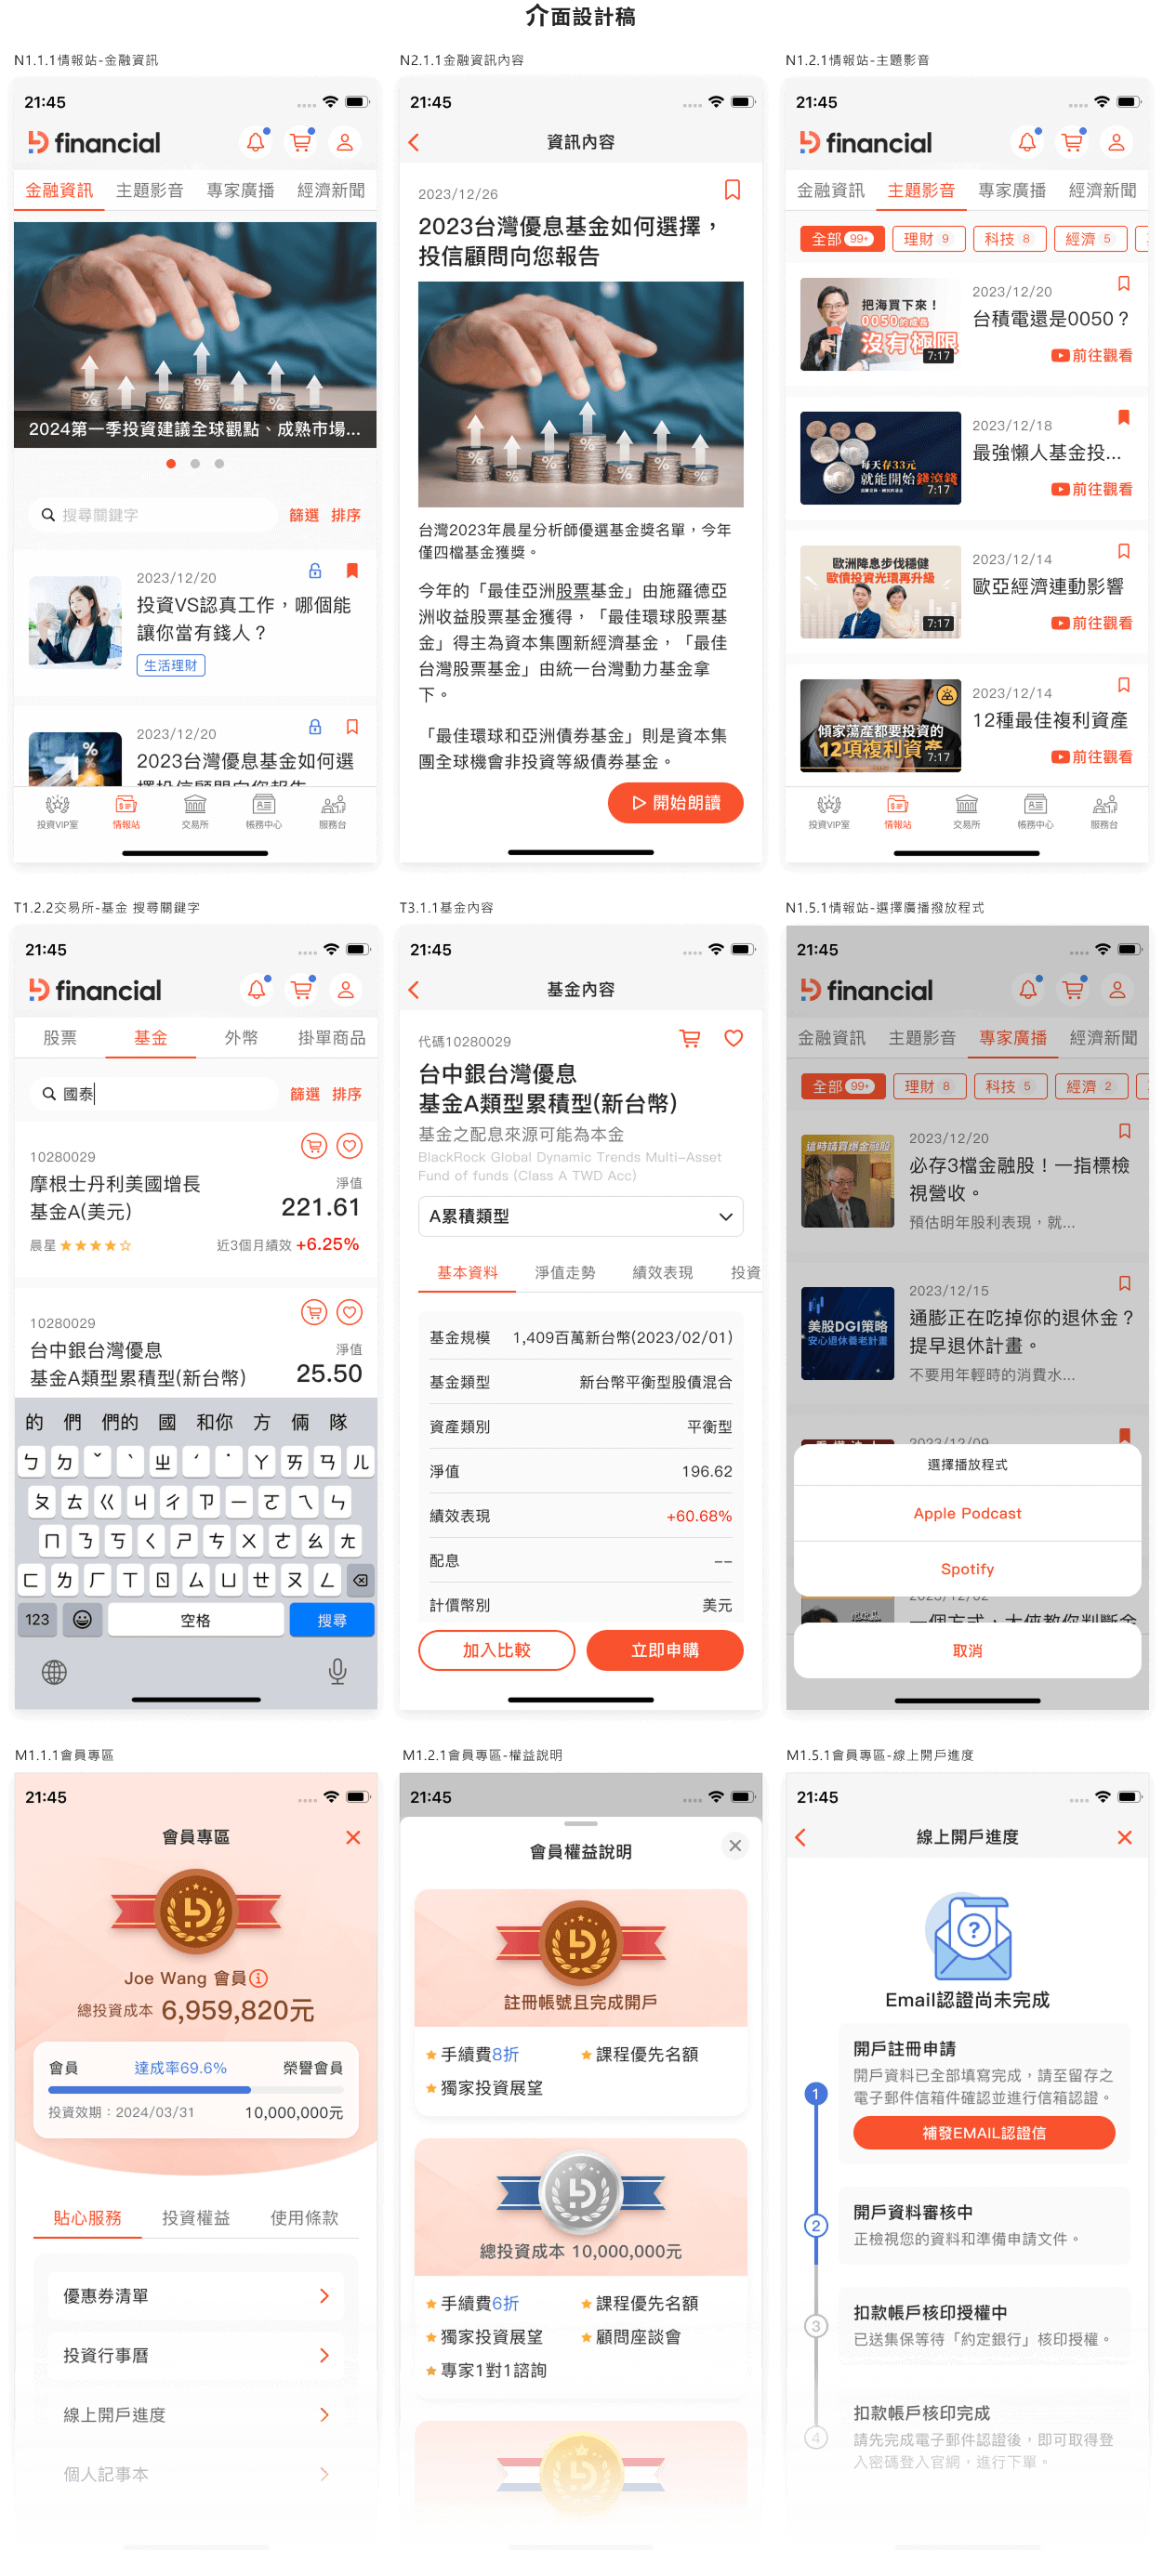 介面設計稿
N1.1.1情報站-金融資訊
21:45
financial
金融資訊 主題影音 專家廣播 經濟新聞
2024第一季投資建議全球觀點、成熟市場...
搜尋關鍵字 篩選 排序
2023/12/20
投資VS認真工作，哪個能
讓你當有錢人？
生活理財
2023/12/20
2023台灣優息基金如何選
擇投信顧問向您報告
投資VIP室 情報站 交易所 帳務中心 服務台
N2.1.1金融資訊內容
21:45
資訊內容
2023/12/26
2023台灣優息基金如何選擇，
投信顧問向您報告
台灣2023年晨星分析師優選基金獎名單，今年
僅四檔基金獲獎。
今年的「最佳亞洲股票基金」由施羅德亞
洲收益股票基金獲得，「最佳環球股票基
金」得主為資本集團新經濟基金，「最佳
台灣股票基金」由統一台灣動力基金拿
下。
「最佳環球和亞洲債券基金」則是資本集
團全球機會非投資等級債券基金。
開始朗讀
N1.2.1情報站-主題影音
21:45
financial
金融資訊 主題影音 專家廣播 經濟新聞
全部 99+ 理財 9 科技 8 經濟 5
把海買下來！
0050的成長
沒有極限
7:17
2023/12/20
台積電還是0050？
前往觀看
每天存33元
就能開始錢滾錢
7:17
2023/12/18
最強懶人基金投...
前往觀看
歐洲降息步伐穩健
歐債投資光環再升級
7:17
2023/12/14
歐亞經濟連動影響
前往觀看
傾家蕩產都要投資的
12項複利資產
7:17
2023/12/14
12種最佳複利資產
前往觀看
投資VIP室 情報站 交易所 帳務中心 服務台
T1.2.2交易所-基金 搜尋關鍵字
21:45
financial
股票 基金 外幣 掛單商品
國泰 篩選 排序
10280029
摩根士丹利美國增長
基金A(美元)
淨值
221.61
晨星 近3個月績效 +6.25%
10280029
台中銀台灣優息
基金A類型累積型(新台幣)
淨值
25.50
的 們 們的 國 和你 方 倆 隊
ㄅ ㄉ ˇ ˋ ㄓ ˊ ˙ ㄚ ㄞ ㄢ ㄦ
ㄆ ㄊ ㄍ ㄐ ㄔ ㄗ ㄧ ㄛ ㄟ ㄣ
ㄇ ㄋ ㄎ ㄑ ㄕ ㄘ ㄨ ㄜ ㄠ ㄤ
ㄈ ㄌ ㄏ ㄒ ㄖ ㄙ ㄩ ㄝ ㄡ ㄥ
123 空格 搜尋
T3.1.1基金內容
21:45
基金內容
代碼10280029
台中銀台灣優息
基金A類型累積型(新台幣)
基金之配息來源可能為本金
BlackRock Global Dynamic Trends Multi-Asset
Fund of funds (Class A TWD Acc)
A累積類型
基本資料 淨值走勢 績效表現 投資
基金規模 1,409百萬新台幣(2023/02/01)
基金類型 新台幣平衡型股債混合
資產類別 平衡型
淨值 196.62
績效表現 +60.68%
配息 --
計價幣別 美元
加入比較 立即申購
N1.5.1情報站-選擇廣播撥放程式
21:45
financial
金融資訊 主題影音 專家廣播 經濟新聞
全部 99+ 理財 8 科技 5 經濟 2
這時請買爆金融股
2023/12/20
必存3檔金融股！一指標檢
視營收。
預估明年股利表現，就...
美股DGI策略
安心退休養老計畫
2023/12/15
通膨正在吃掉你的退休金？
提早退休計畫。
不要用年輕時的消費水...
2023/12/09
選擇播放程式
Apple Podcast
Spotify
2023/12/02
一個方式，大俠教你判斷金
取消
M1.1.1會員專區
21:45
會員專區
Joe Wang 會員
總投資成本 6,959,820元
會員 達成率69.6% 榮譽會員
投資效期：2024/03/31 10,000,000元
貼心服務 投資權益 使用條款
優惠券清單
投資行事曆
線上開戶進度
個人記事本
M1.2.1會員專區-權益說明
21:45
會員權益說明
註冊帳號且完成開戶
手續費8折 課程優先名額
獨家投資展望
總投資成本 10,000,000元
手續費6折 課程優先名額
獨家投資展望 顧問座談會
專家1對1諮詢
M1.5.1會員專區-線上開戶進度
21:45
線上開戶進度
Email認證尚未完成
1
開戶註冊申請
開戶資料已全部填寫完成，請至留存之
電子郵件信箱件確認並進行信箱認證。
補發EMAIL認證信
2
開戶資料審核中
正檢視您的資料和準備申請文件。
3
扣款帳戶核印授權中
已送集保等待「約定銀行」核印授權。
4
扣款帳戶核印完成
請先完成電子郵件認證後，即可取得登
入密碼登入官網，進行下單。